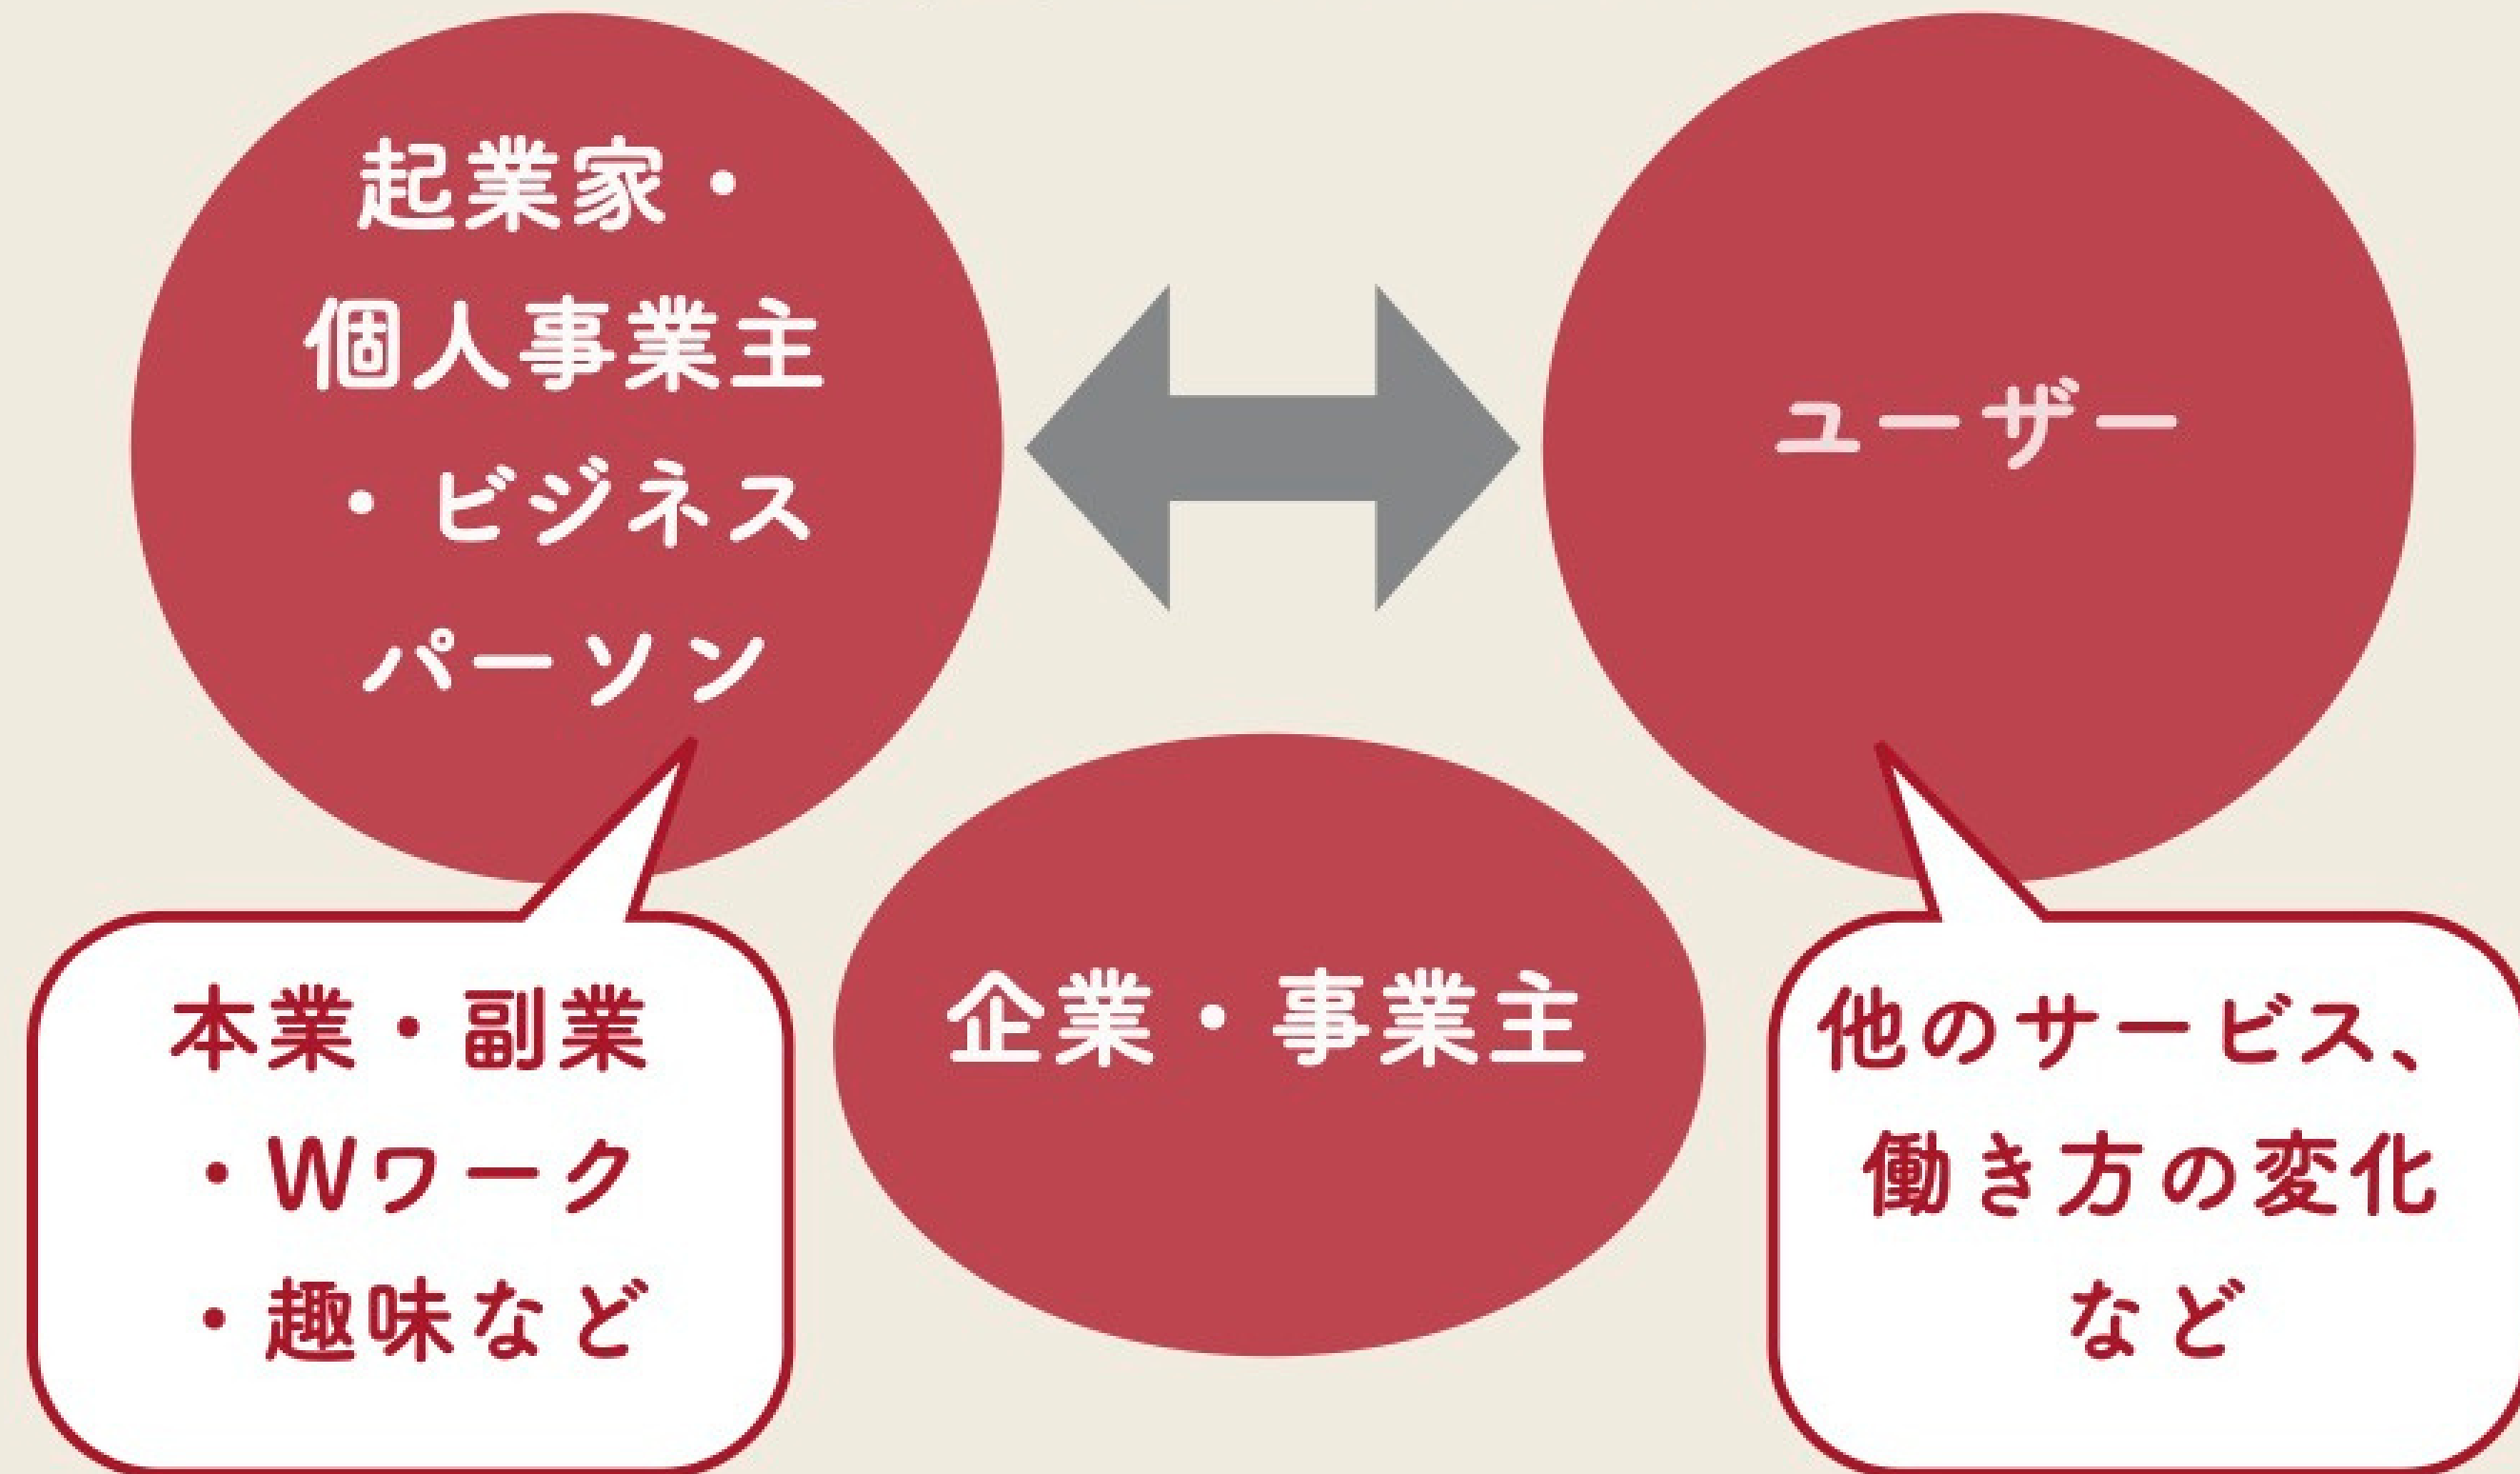 起業家・
個人事業主
・ビジネス
パーソン
ユーザー
企業・事業主
本業・副業
・Wワーク
・趣味など
他のサービス、
働き方の変化
など